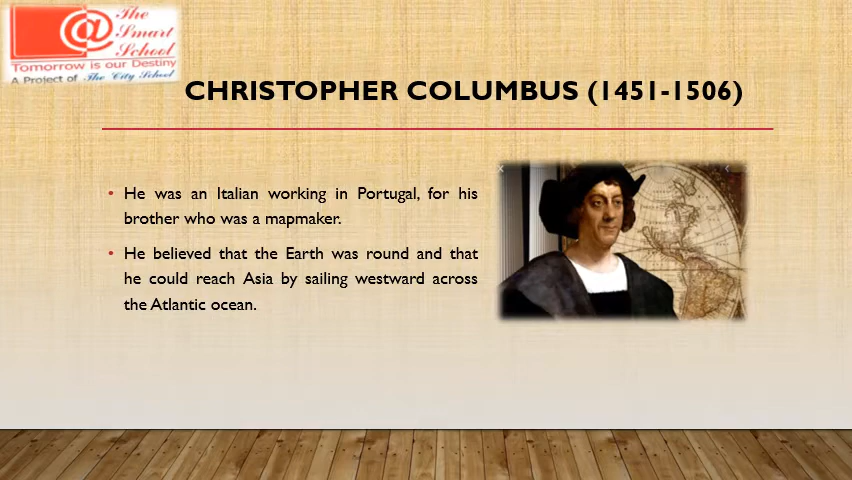 The
Smart
School
Tomorrow is our Destiny
A Project of The City School
CHRISTOPHER COLUMBUS (1451-1506)
• He was an Italian working in Portugal, for his
brother who was a mapmaker.
• He believed that the Earth was round and that
he could reach Asia by sailing westward across
the Atlantic ocean.